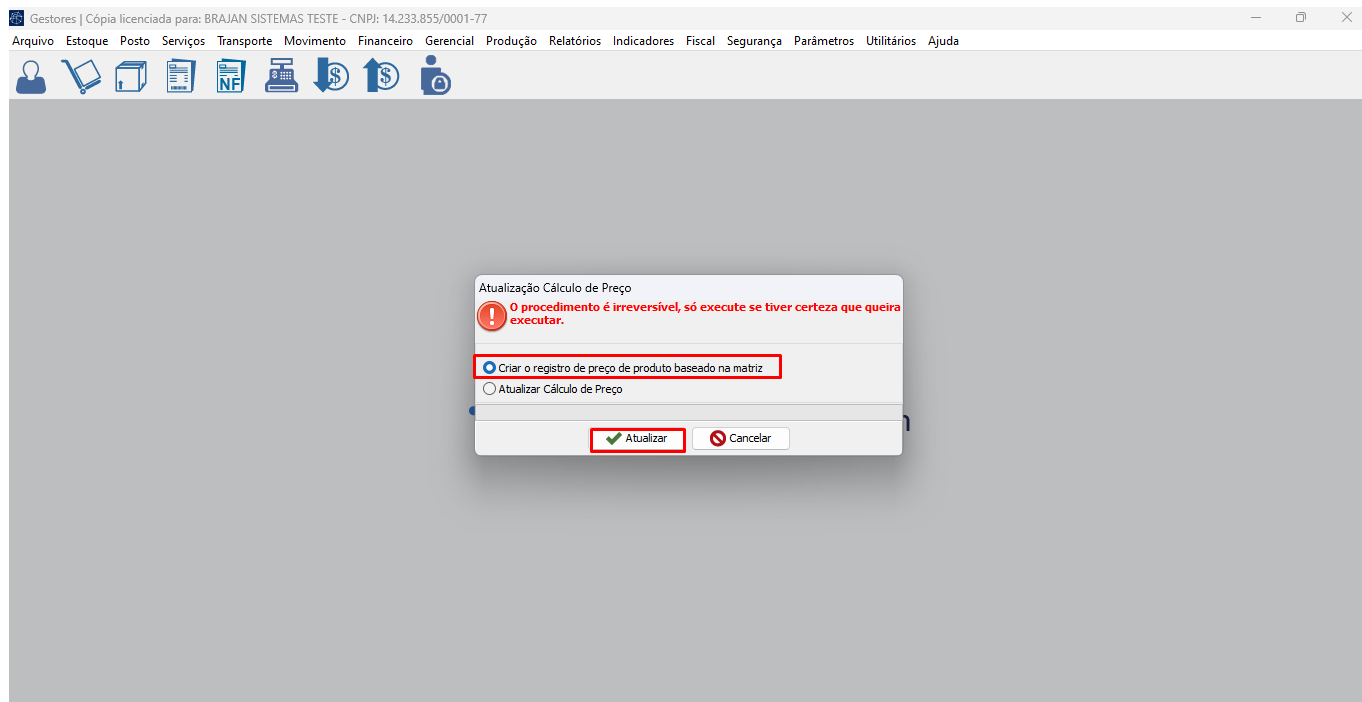 Gestores | Cópia licenciada para: BRAJAN SISTEMAS TESTE - CNPJ: 14.233.855/0001-77
Arquivo Estoque Posto Serviços Transporte Movimento Financeiro Gerencial Produção Relatórios Indicadores Fiscal Segurança Parâmetros Utilitários Ajuda
NF
Atualização Cálculo de Preço
O procedimento é irreversível, só execute se tiver certeza que queira
executar.
Criar o registro de preço de produto baseado na matriz
Atualizar Cálculo de Preço
Atualizar Cancelar